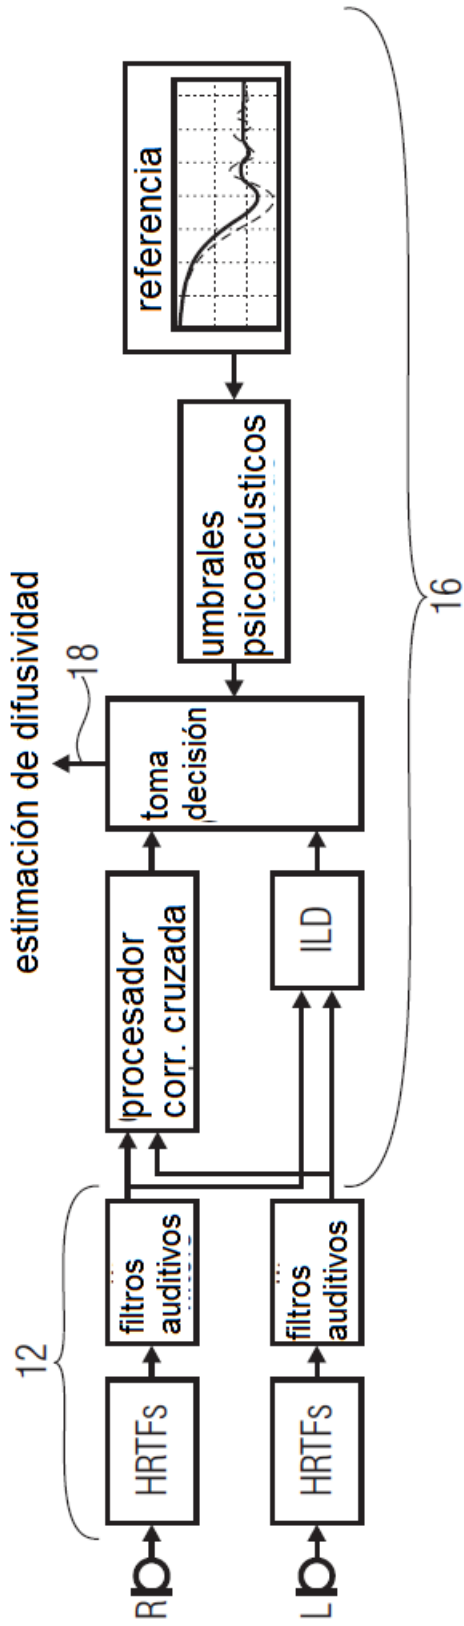 estimación de difusividad
12
18
R
HRTFs
filtros
auditivos
procesador
corr. cruzada
toma
decisión
umbrales
psicoacústicos
referencia
L
HRTFs
filtros
auditivos
ILD
16